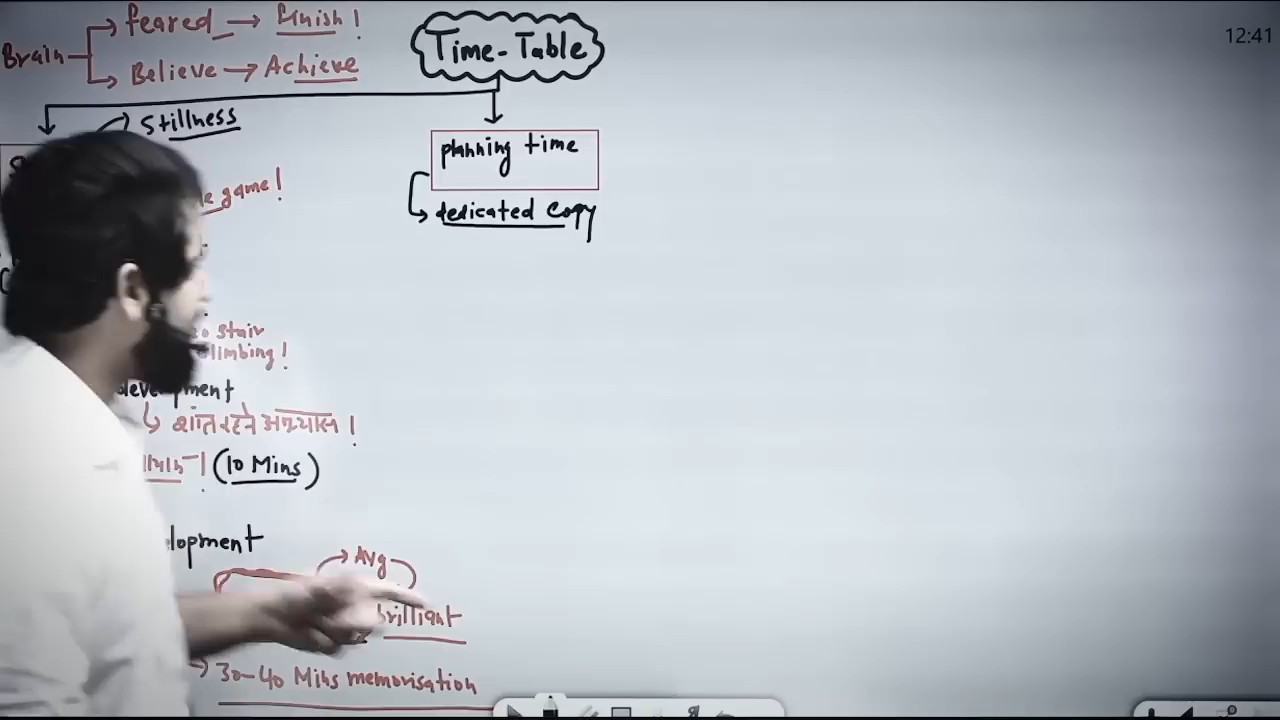 Brain
feared → finish!
Believe → Achieve
Time-Table
12:41
Stillness
planning time
game!
dedicated copy
stair
climbing!
development
शांत रहने अभ्यास!
(10 Mins)
lopment
Avg
brilliant
30-40 Mins memorisation